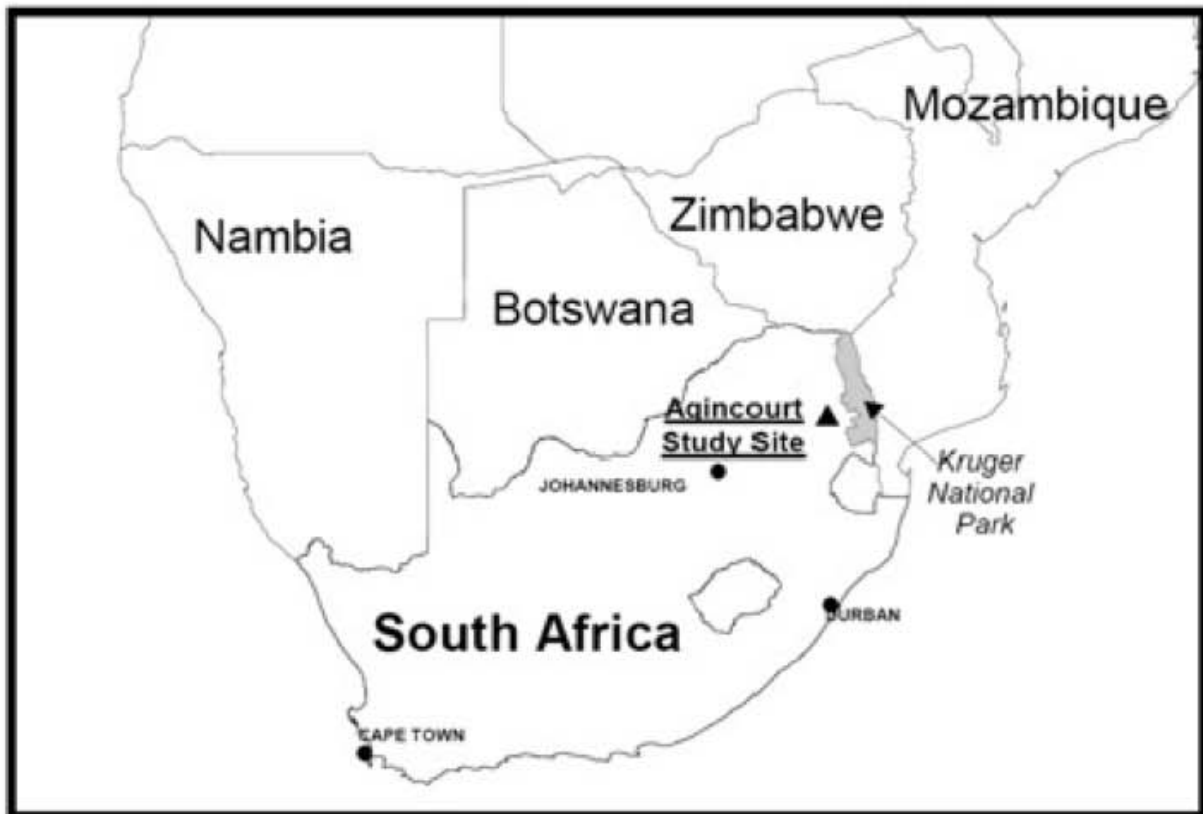 Mozambique
Zimbabwe
Nambia
Botswana
Agincourt
Study Site
JOHANNESBURG
Kruger
National
Park
DURBAN
South Africa
CAPE TOWN